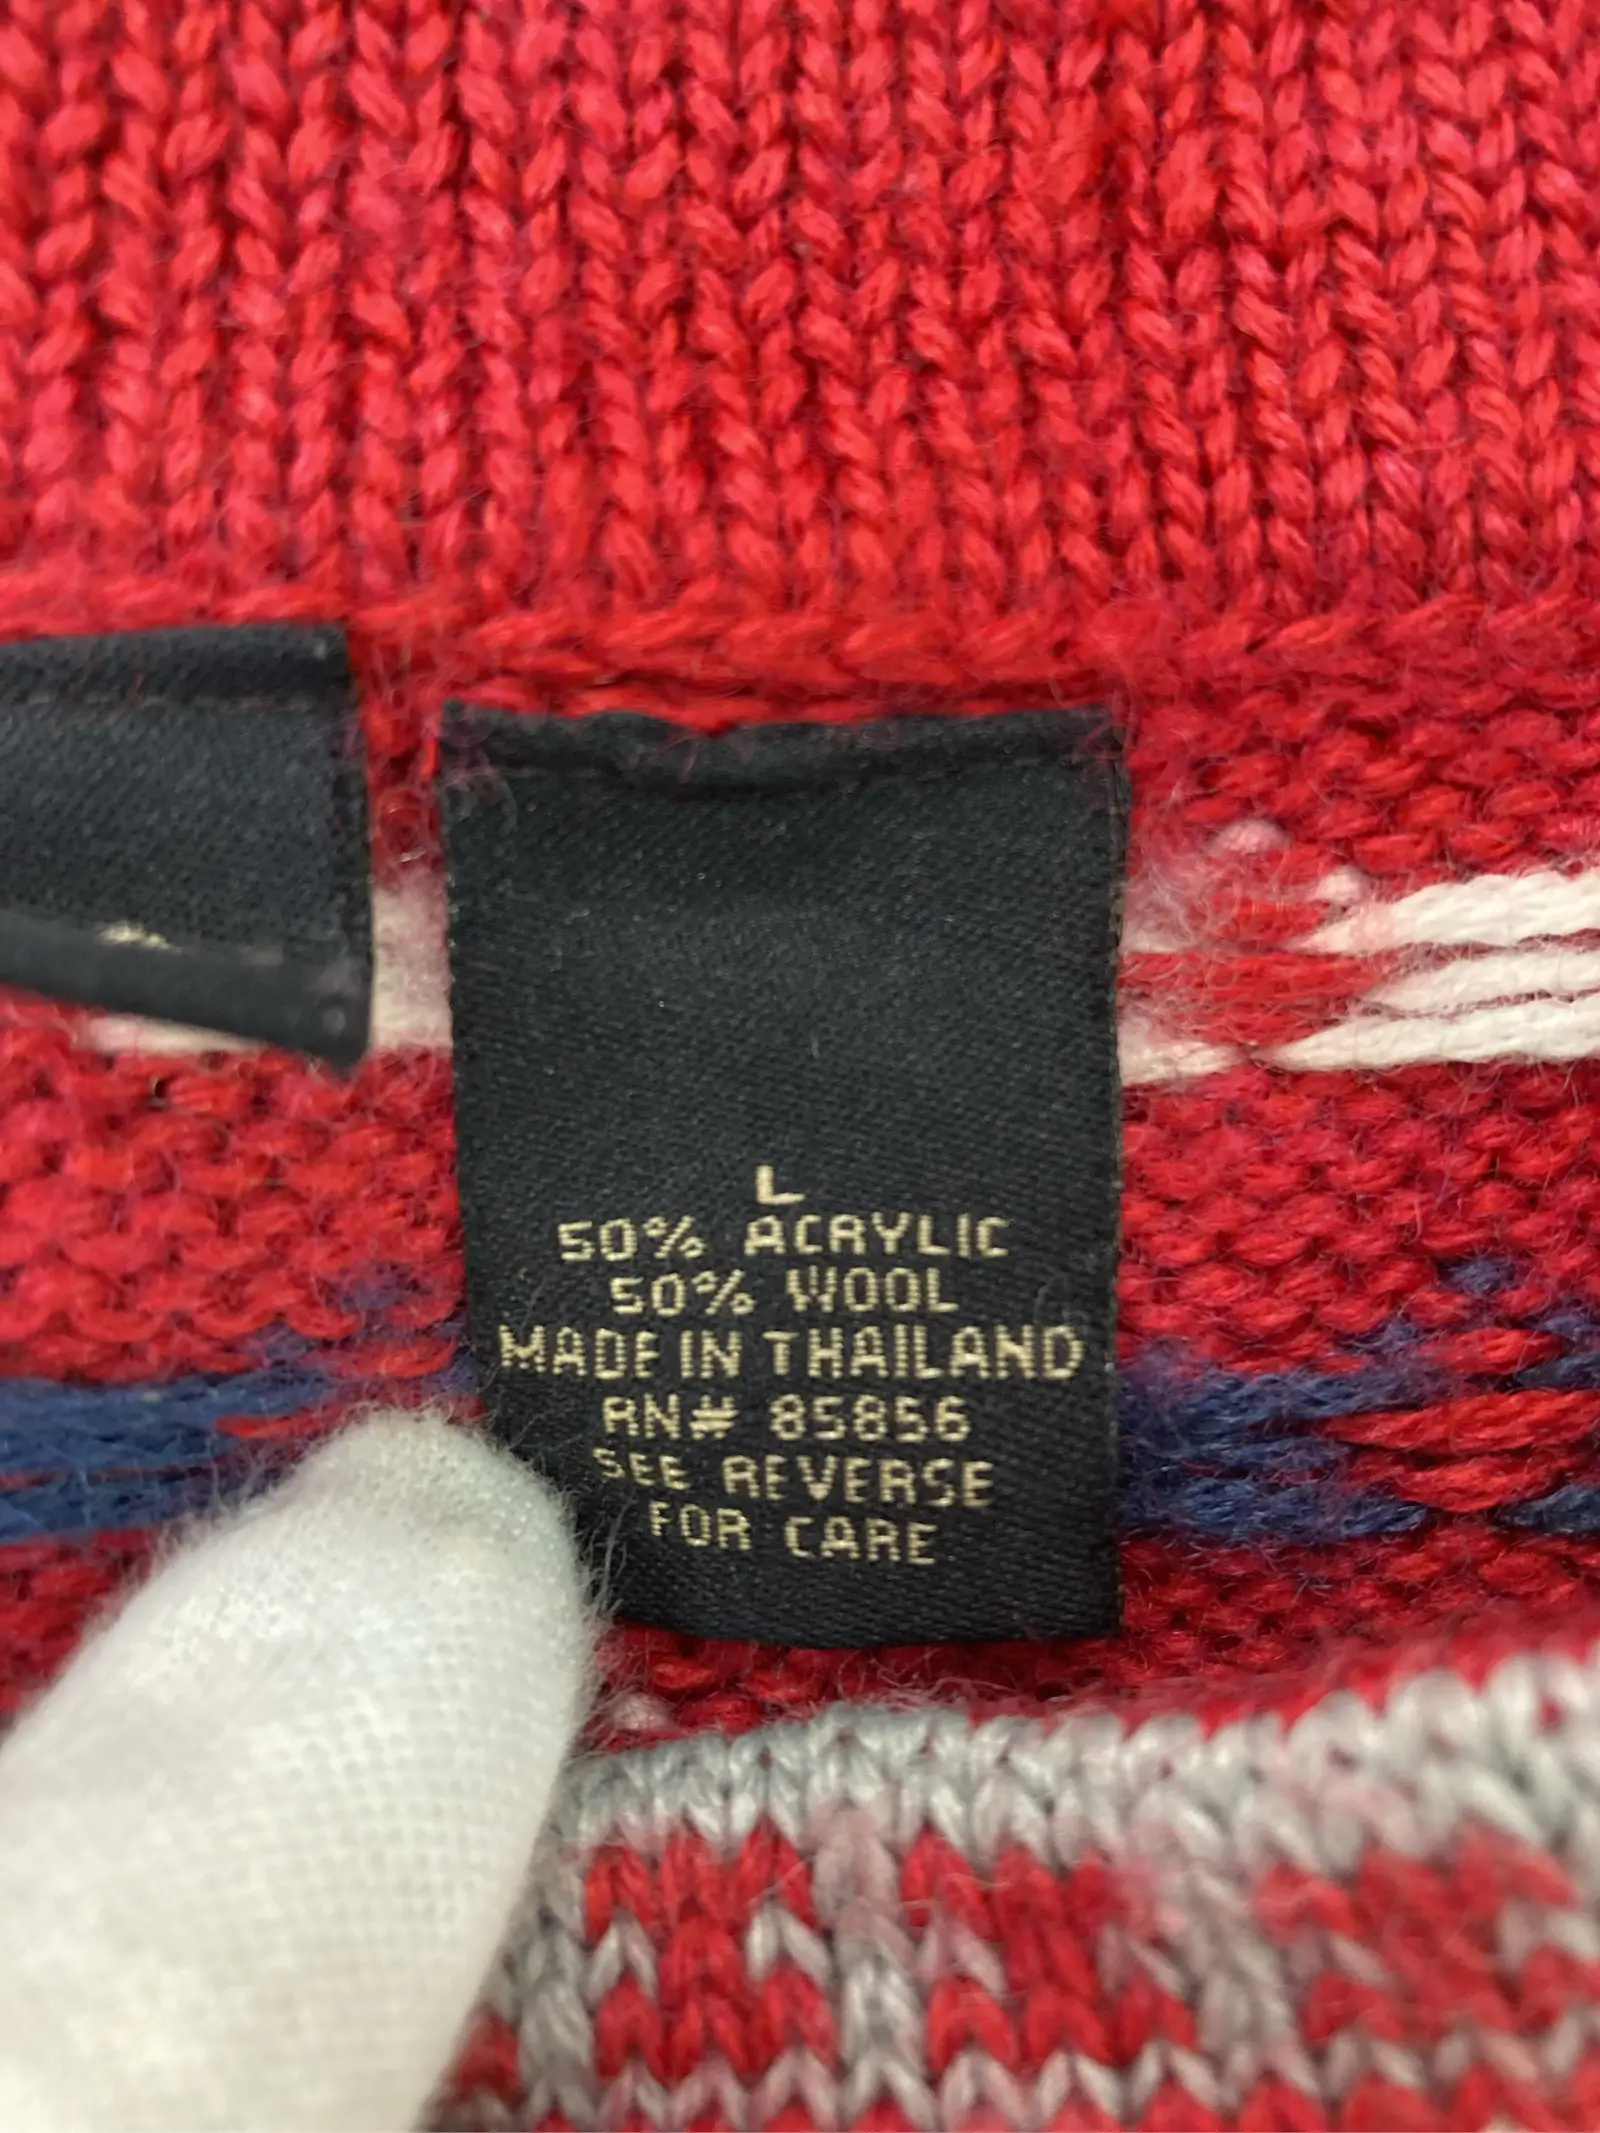 L
50% ACRYLIC
50% WOOL
MADE IN THAILAND
RN# 85856
SEE REVERSE
FOR CARE